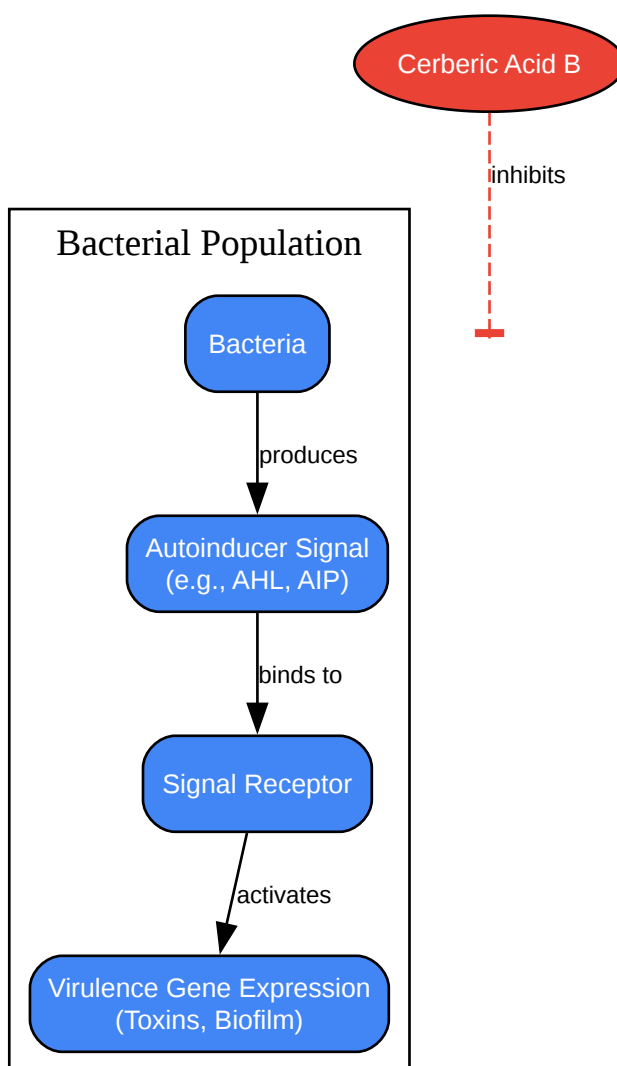 Cerberic Acid B
inhibits
Bacterial Population
Bacteria
produces
Autoinducer Signal
(e.g., AHL, AIP)
binds to
Signal Receptor
activates
Virulence Gene Expression
(Toxins, Biofilm)